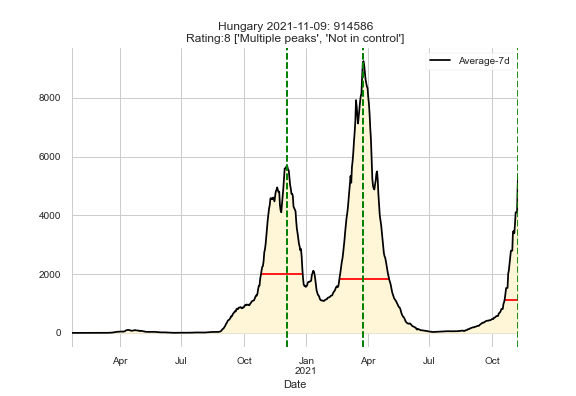 Hungary 2021-11-09: 914586
Rating:8 ['Multiple peaks', 'Not in control']
Average-7d
8000
6000
4000
2000
0
Apr
Jul
Oct
Jan
2021
Apr
Jul
Oct
Date